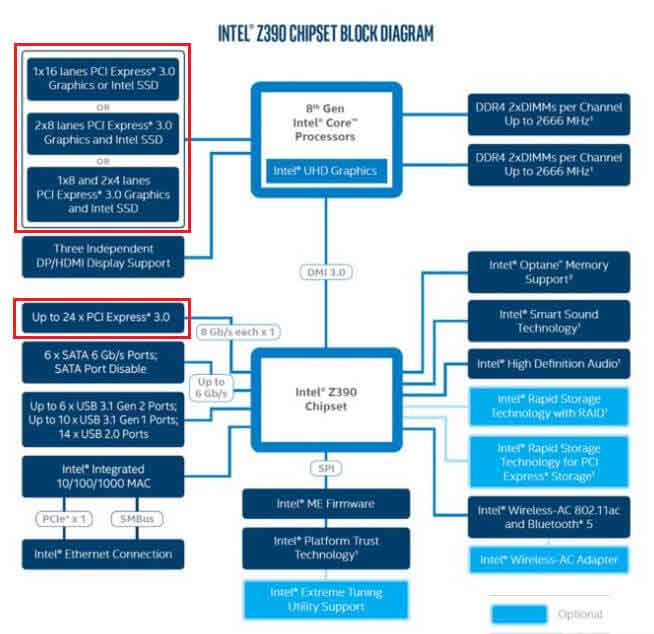 INTEL® Z390 CHIPSET BLOCK DIAGRAM
1x16 lanes PCI Express* 3.0
Graphics or Intel SSD
OR
2x8 lanes PCI Express* 3.0
Graphics and Intel SSD
OR
1x8 and 2x4 lanes
PCI Express* 3.0 Graphics
and Intel SSD
Three Independent
DP/HDMI Display Support
8th Gen
Intel® Core™
Processors
Intel® UHD Graphics
DDR4 2xDIMMs per Channel
Up to 2666 MHz¹
DDR4 2xDIMMs per Channel
Up to 2666 MHz¹
DMI 3.0
Up to 24 x PCI Express* 3.0
8 Gb/s each x 1
6 x SATA 6 Gb/s Ports;
SATA Port Disable
Up to
6 Gb/s
Up to 6 x USB 3.1 Gen 2 Ports;
Up to 10 x USB 3.1 Gen 1 Ports;
14 x USB 2.0 Ports
Intel® Integrated
10/100/1000 MAC
PCIe* x 1
SMBus
Intel® Ethernet Connection
Intel® Z390
Chipset
SPI
Intel® ME Firmware
Intel® Platform Trust
Technology¹
Intel® Extreme Tuning
Utility Support
Intel® Optane™ Memory
Support²
Intel® Smart Sound
Technology¹
Intel® High Definition Audio¹
Intel® Rapid Storage
Technology with RAID¹
Intel® Rapid Storage
Technology for PCI
Express* Storage¹
Intel® Wireless-AC 802.11ac
and Bluetooth* 5
Intel® Wireless-AC Adapter
Optional